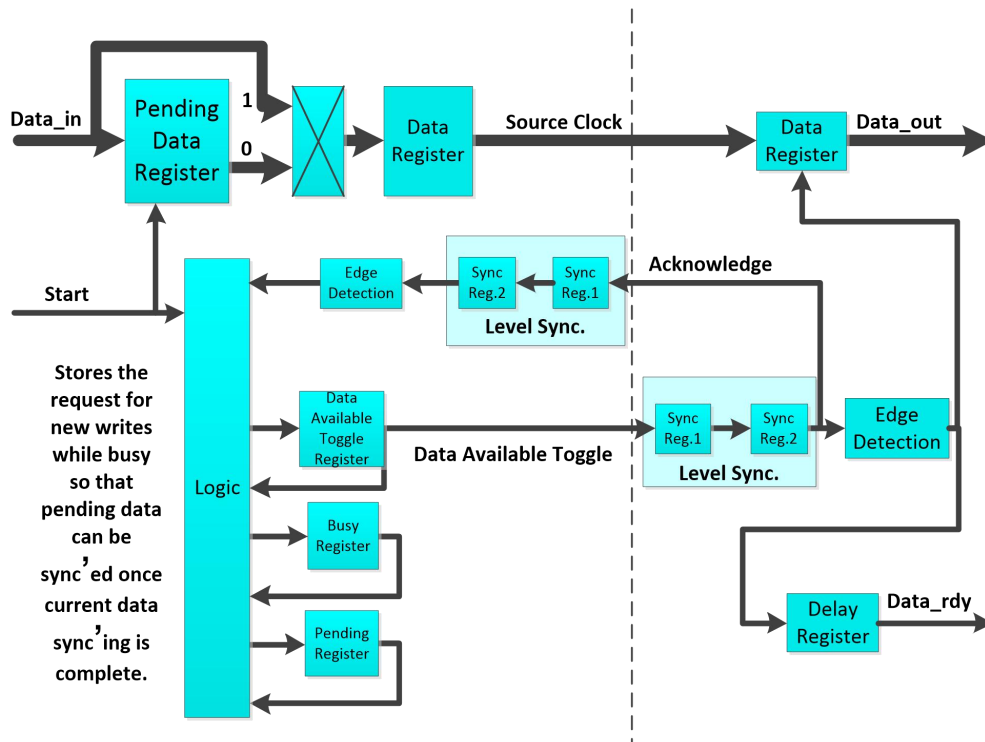 Data_in
Pending
Data
Register
1
0
Data
Register
Source Clock
Data
Register
Data_out
Start
Edge
Detection
Sync
Reg.2
Sync
Reg.1
Level Sync.
Acknowledge
Stores the
request for
new writes
while busy
so that
pending data
can be
sync'ed once
current data
sync'ing is
complete.
Logic
Data
Available
Toggle
Register
Data Available Toggle
Sync
Reg.1
Sync
Reg.2
Level Sync.
Edge
Detection
Busy
Register
Pending
Register
Delay
Register
Data_rdy